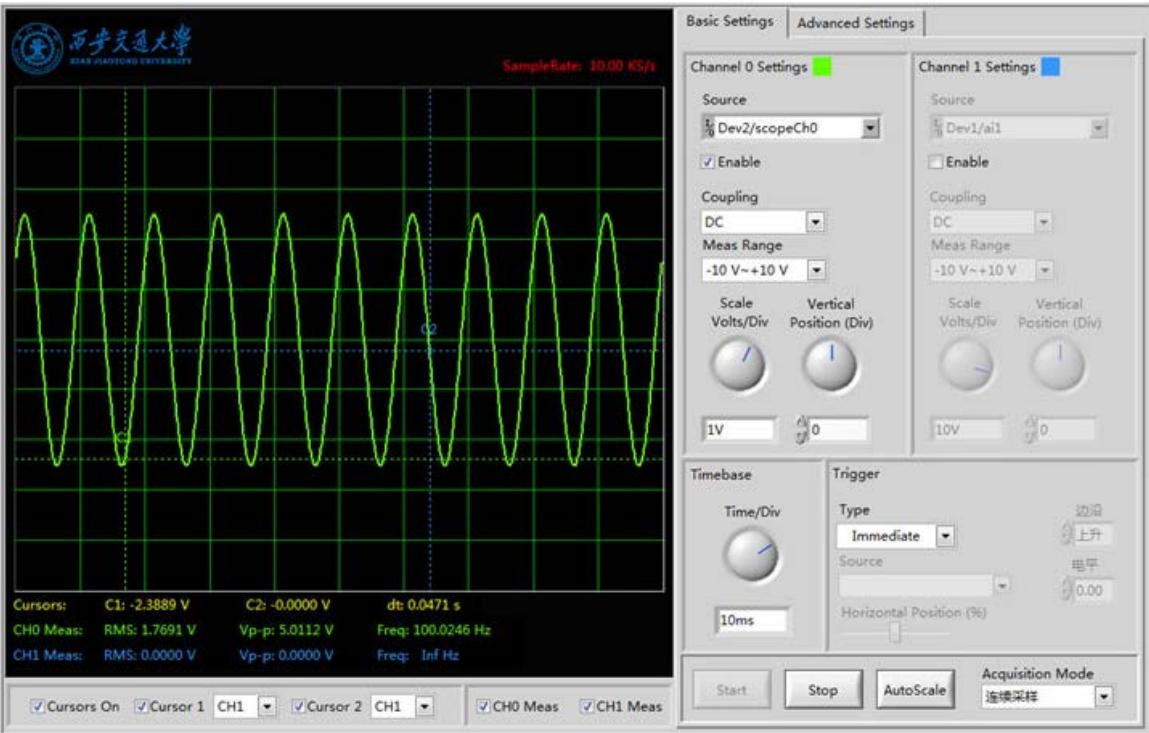 西安交通大学
XIAN JIAOTONG UNIVERSITY
SampleRate: 10.00 KS/s
C2
Cursors: C1: -2.3889 V C2: -0.0000 V dt: 0.0471 s
CH0 Meas: RMS: 1.7691 V Vp-p: 5.0112 V Freq: 100.0246 Hz
CH1 Meas: RMS: 0.0000 V Vp-p: 0.0000 V Freq: Inf Hz
Cursors On Cursor 1 CH1 Cursor 2 CH1 CH0 Meas CH1 Meas
Basic Settings Advanced Settings
Channel 0 Settings
Source
Dev2/scopeCh0
Enable
Coupling
DC
Meas Range
-10 V~+10 V
Scale Vertical
Volts/Div Position (Div)
1V 0
Channel 1 Settings
Source
Dev1/ai1
Enable
Coupling
DC
Meas Range
-10 V~+10 V
Scale Vertical
Volts/Div Position (Div)
10V 0
Timebase
Time/Div
10ms
Trigger
Type 边沿
Immediate 上升
Source 电平
0.00
Horizontal Position (%)
Start Stop AutoScale
Acquisition Mode
连续采样